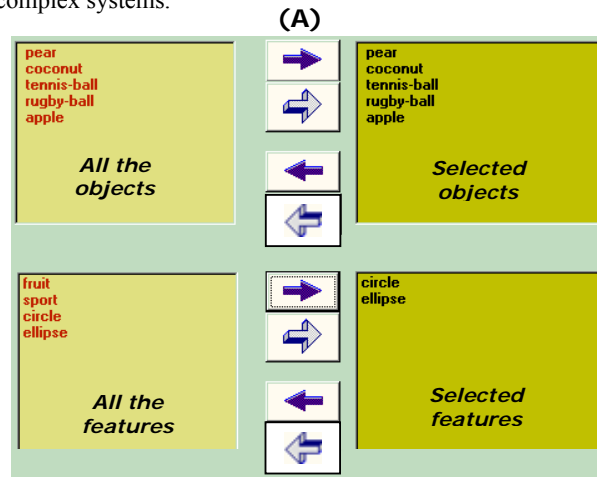 complex systems.
(A)
pear
coconut
tennis-ball
rugby-ball
apple
All the
objects
pear
coconut
tennis-ball
rugby-ball
apple
Selected
objects
fruit
sport
circle
ellipse
All the
features
circle
ellipse
Selected
features